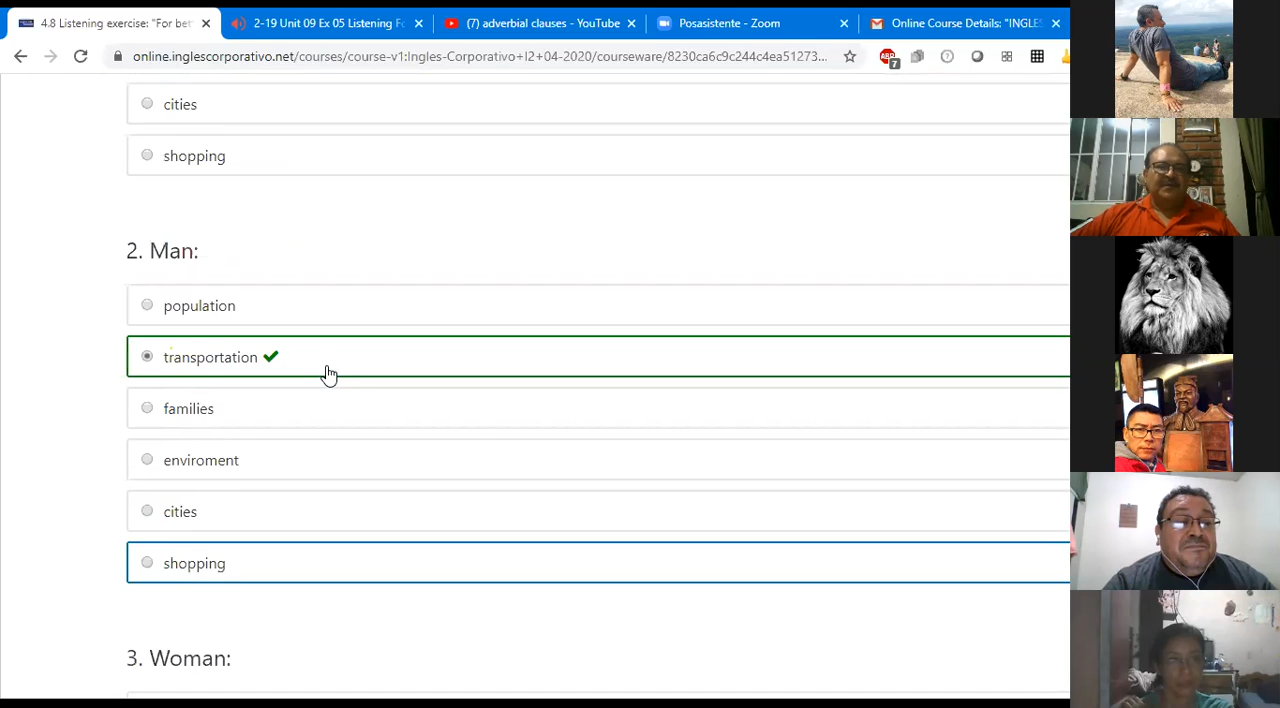 4.8 Listening exercise: "For bet
2-19 Unit 09 Ex 05 Listening Fo
(7) adverbial clauses - YouTube
Posasistente - Zoom
Online Course Details: "INGLES
online.inglescorporativo.net/courses/course-v1:Ingles-Corporativo+I2+04-2020/courseware/8230ca6c9c244c4ea51273...
7
cities
shopping
2. Man:
population
transportation
families
enviroment
cities
shopping
3. Woman: